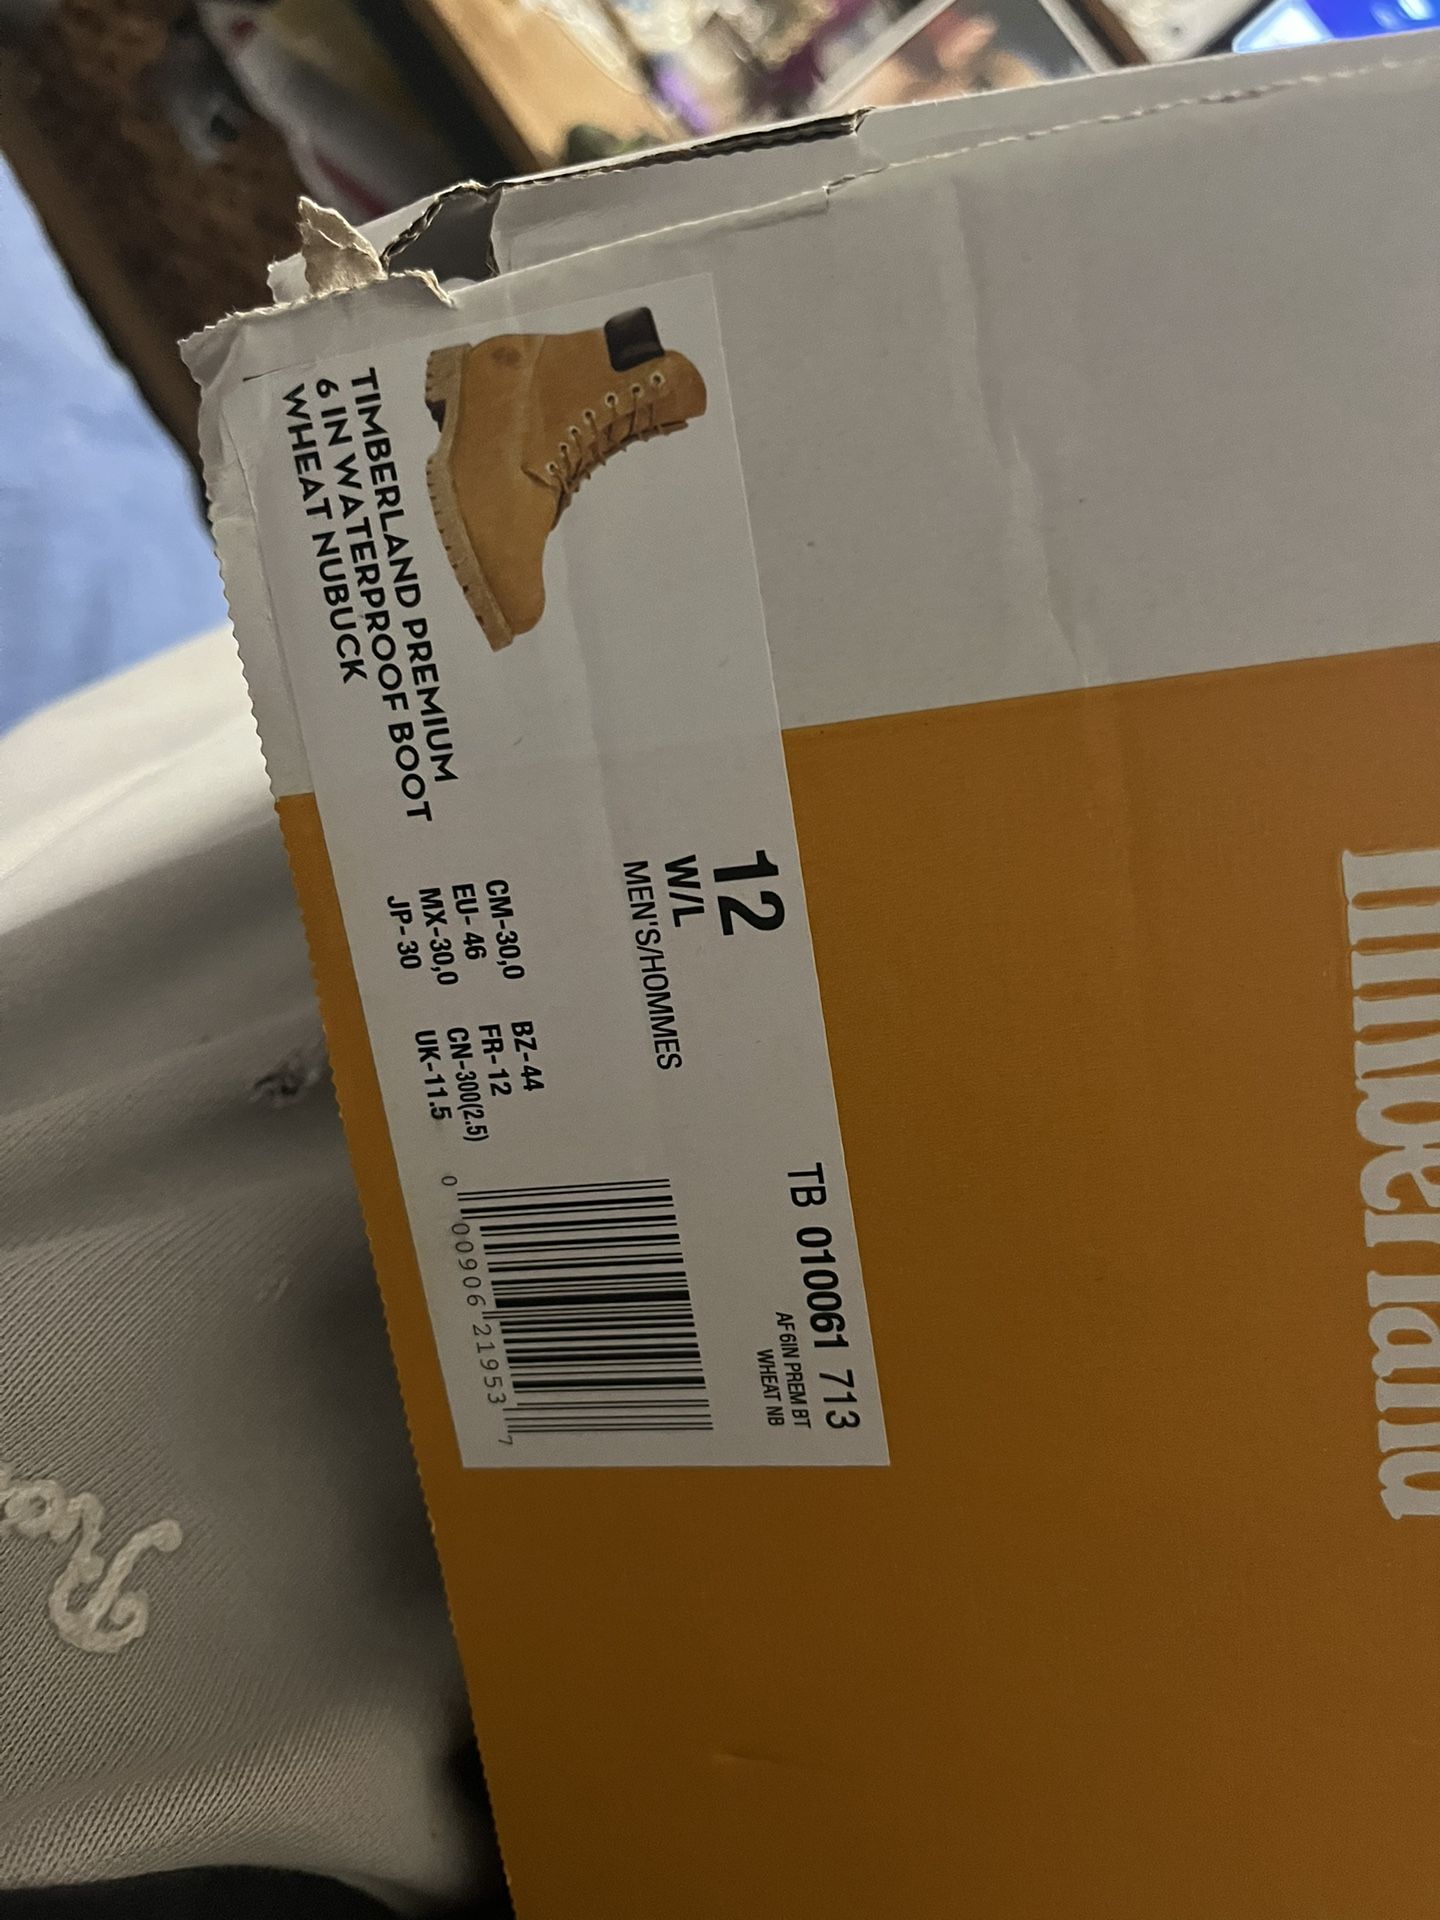 TIMBERLAND PREMIUM
6 IN WATERPROOF BOOT
WHEAT NUBUCK
12
W/L
MEN'S/HOMMES
CM-30,0 BZ-44
EU-46 FR-12
MX-30,0 CN-300(2.5)
JP-30 UK-11.5
TB 010061 713
AF 6IN PREM BT
WHEAT NB
0 00906 21953 7
Timberland